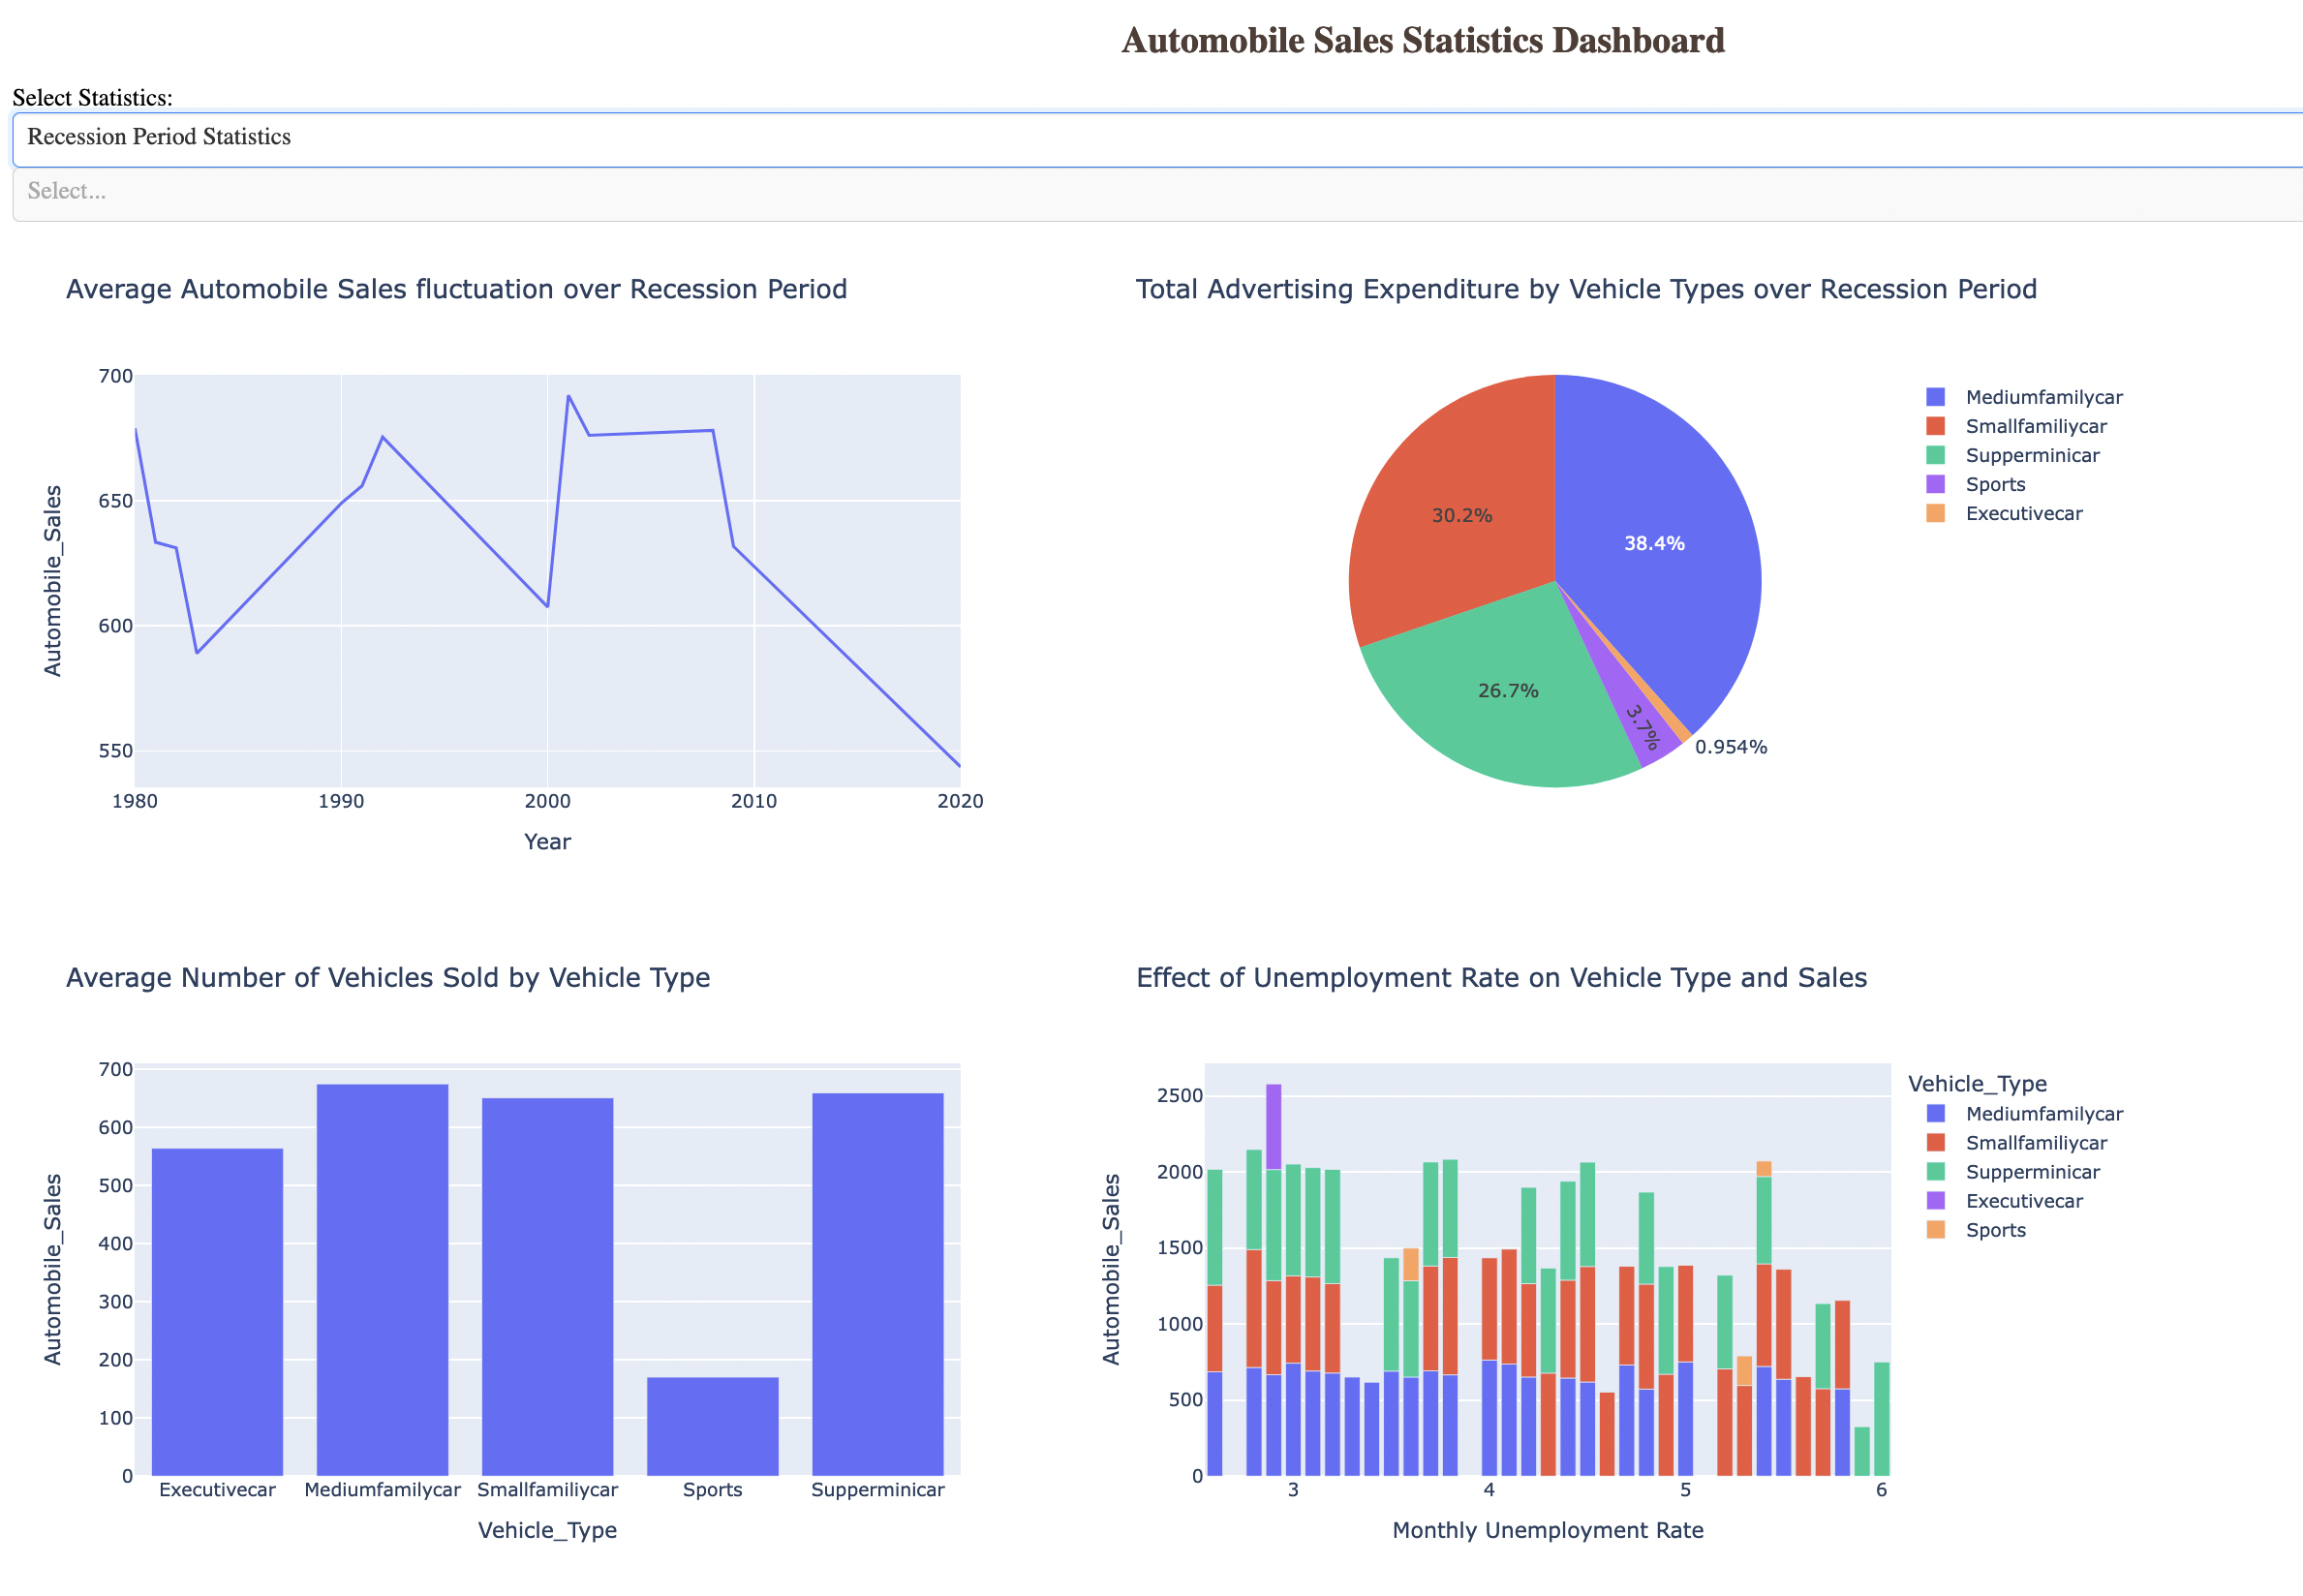 Automobile Sales Statistics Dashboard
Select Statistics:
Recession Period Statistics
Select...
Average Automobile Sales fluctuation over Recession Period
700
650
600
550
Automobile_Sales
1980 1990 2000 2010 2020
Year
Total Advertising Expenditure by Vehicle Types over Recession Period
30.2%
38.4%
26.7%
3.7%
0.954%
Mediumfamilycar
Smallfamiliycar
Supperminicar
Sports
Executivecar
Average Number of Vehicles Sold by Vehicle Type
700
600
500
400
300
200
100
0
Automobile_Sales
Executivecar Mediumfamilycar Smallfamiliycar Sports Supperminicar
Vehicle_Type
Effect of Unemployment Rate on Vehicle Type and Sales
2500
2000
1500
1000
500
0
Automobile_Sales
3 4 5 6
Monthly Unemployment Rate
Vehicle_Type
Mediumfamilycar
Smallfamiliycar
Supperminicar
Executivecar
Sports